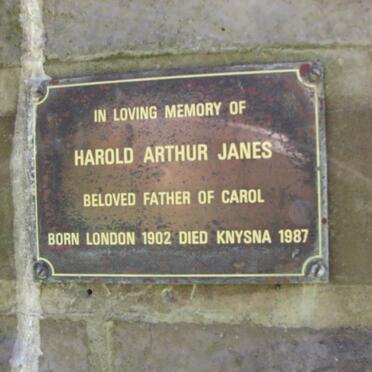 IN LOVING MEMORY OF
HAROLD ARTHUR JANES
BELOVED FATHER OF CAROL
BORN LONDON 1902 DIED KNYSNA 1987